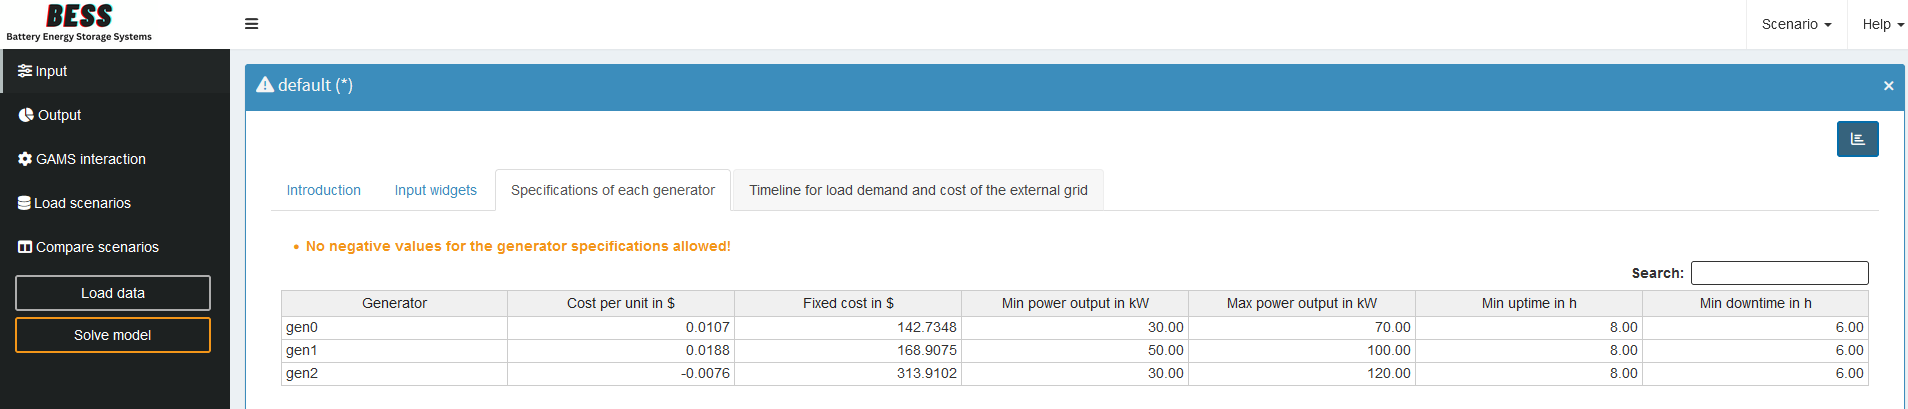 BESS
Battery Energy Storage Systems
Scenario
Help
Input
Output
GAMS interaction
Load scenarios
Compare scenarios
Load data
Solve model
default (*)
Introduction Input widgets Specifications of each generator Timeline for load demand and cost of the external grid
• No negative values for the generator specifications allowed!
Search:
Generator Cost per unit in $ Fixed cost in $ Min power output in kW Max power output in kW Min uptime in h Min downtime in h
gen0 0.0107 142.7348 30.00 70.00 8.00 6.00
gen1 0.0188 168.9075 50.00 100.00 8.00 6.00
gen2 -0.0076 313.9102 30.00 120.00 8.00 6.00